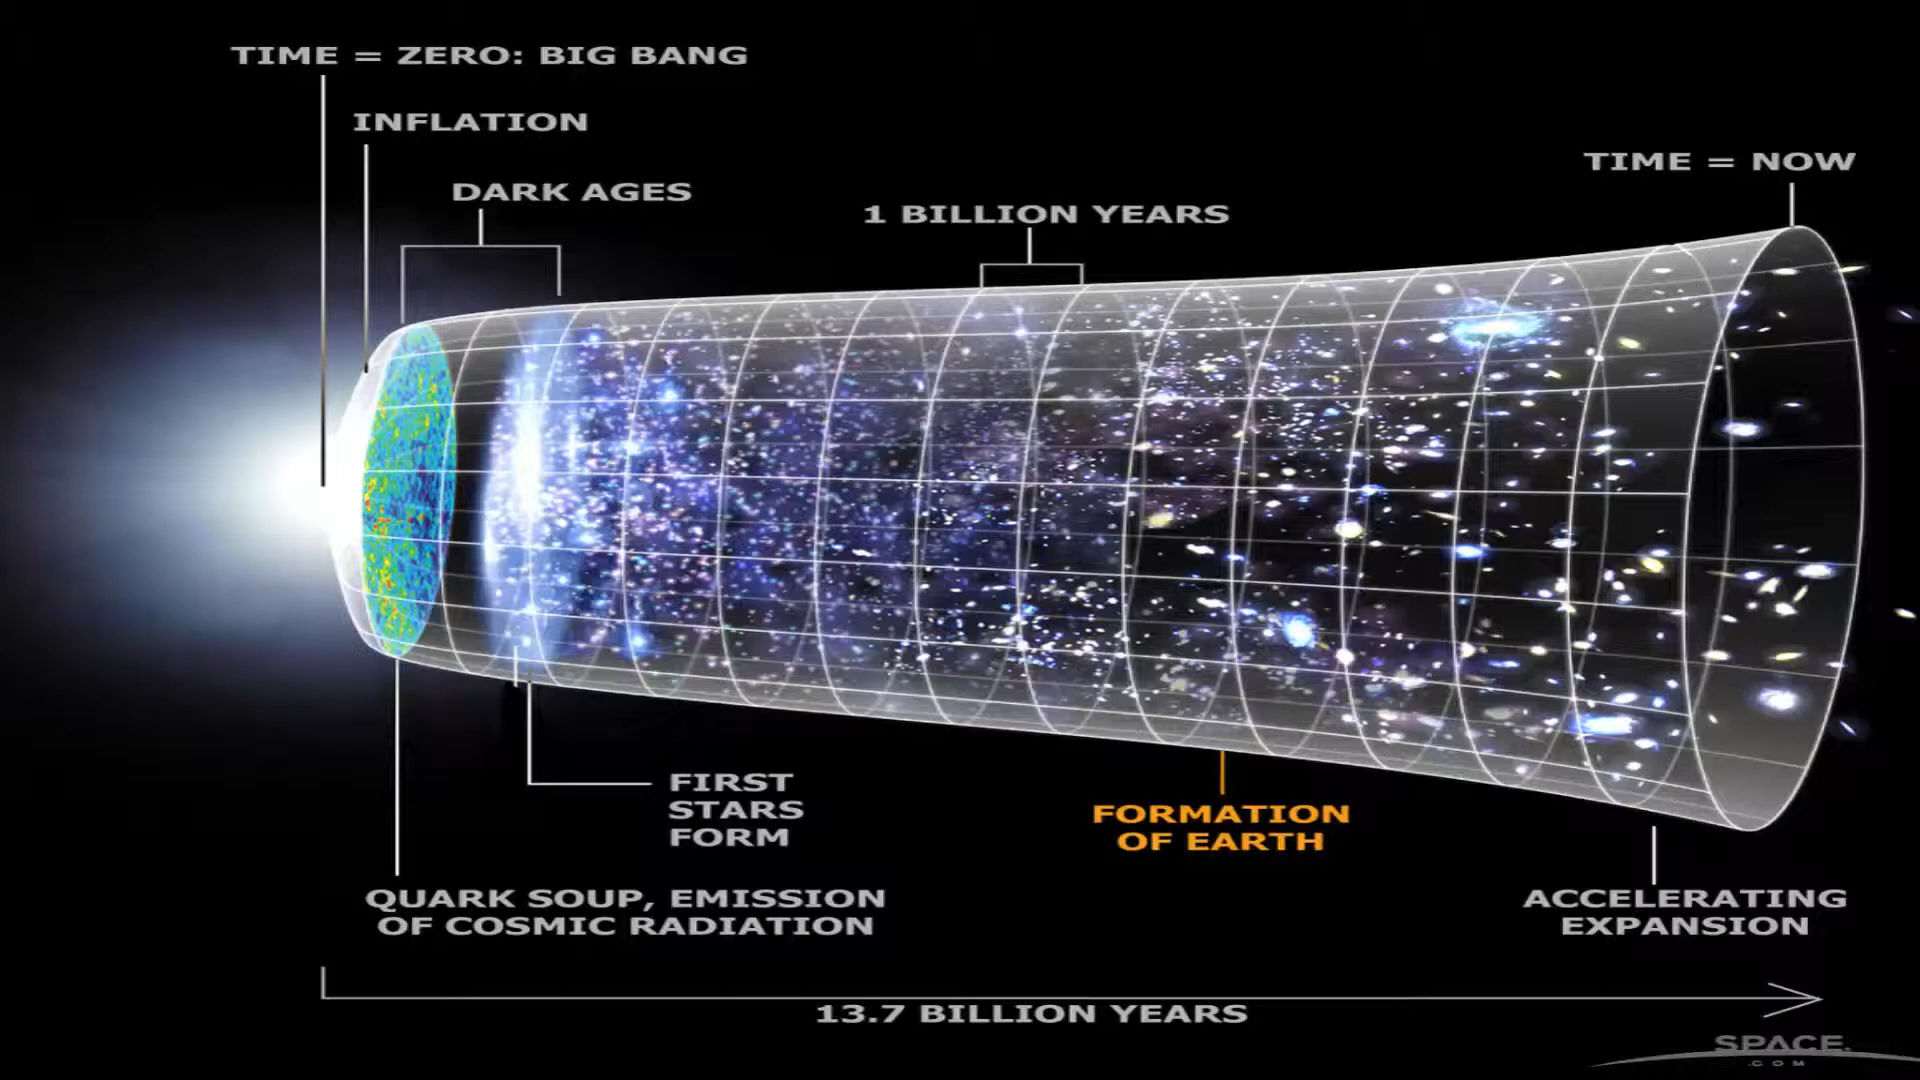 TIME = ZERO: BIG BANG
INFLATION
DARK AGES
1 BILLION YEARS
TIME = NOW
FIRST
STARS
FORM
FORMATION
OF EARTH
QUARK SOUP, EMISSION
OF COSMIC RADIATION
ACCELERATING
EXPANSION
13.7 BILLION YEARS
SPACE.
.COM